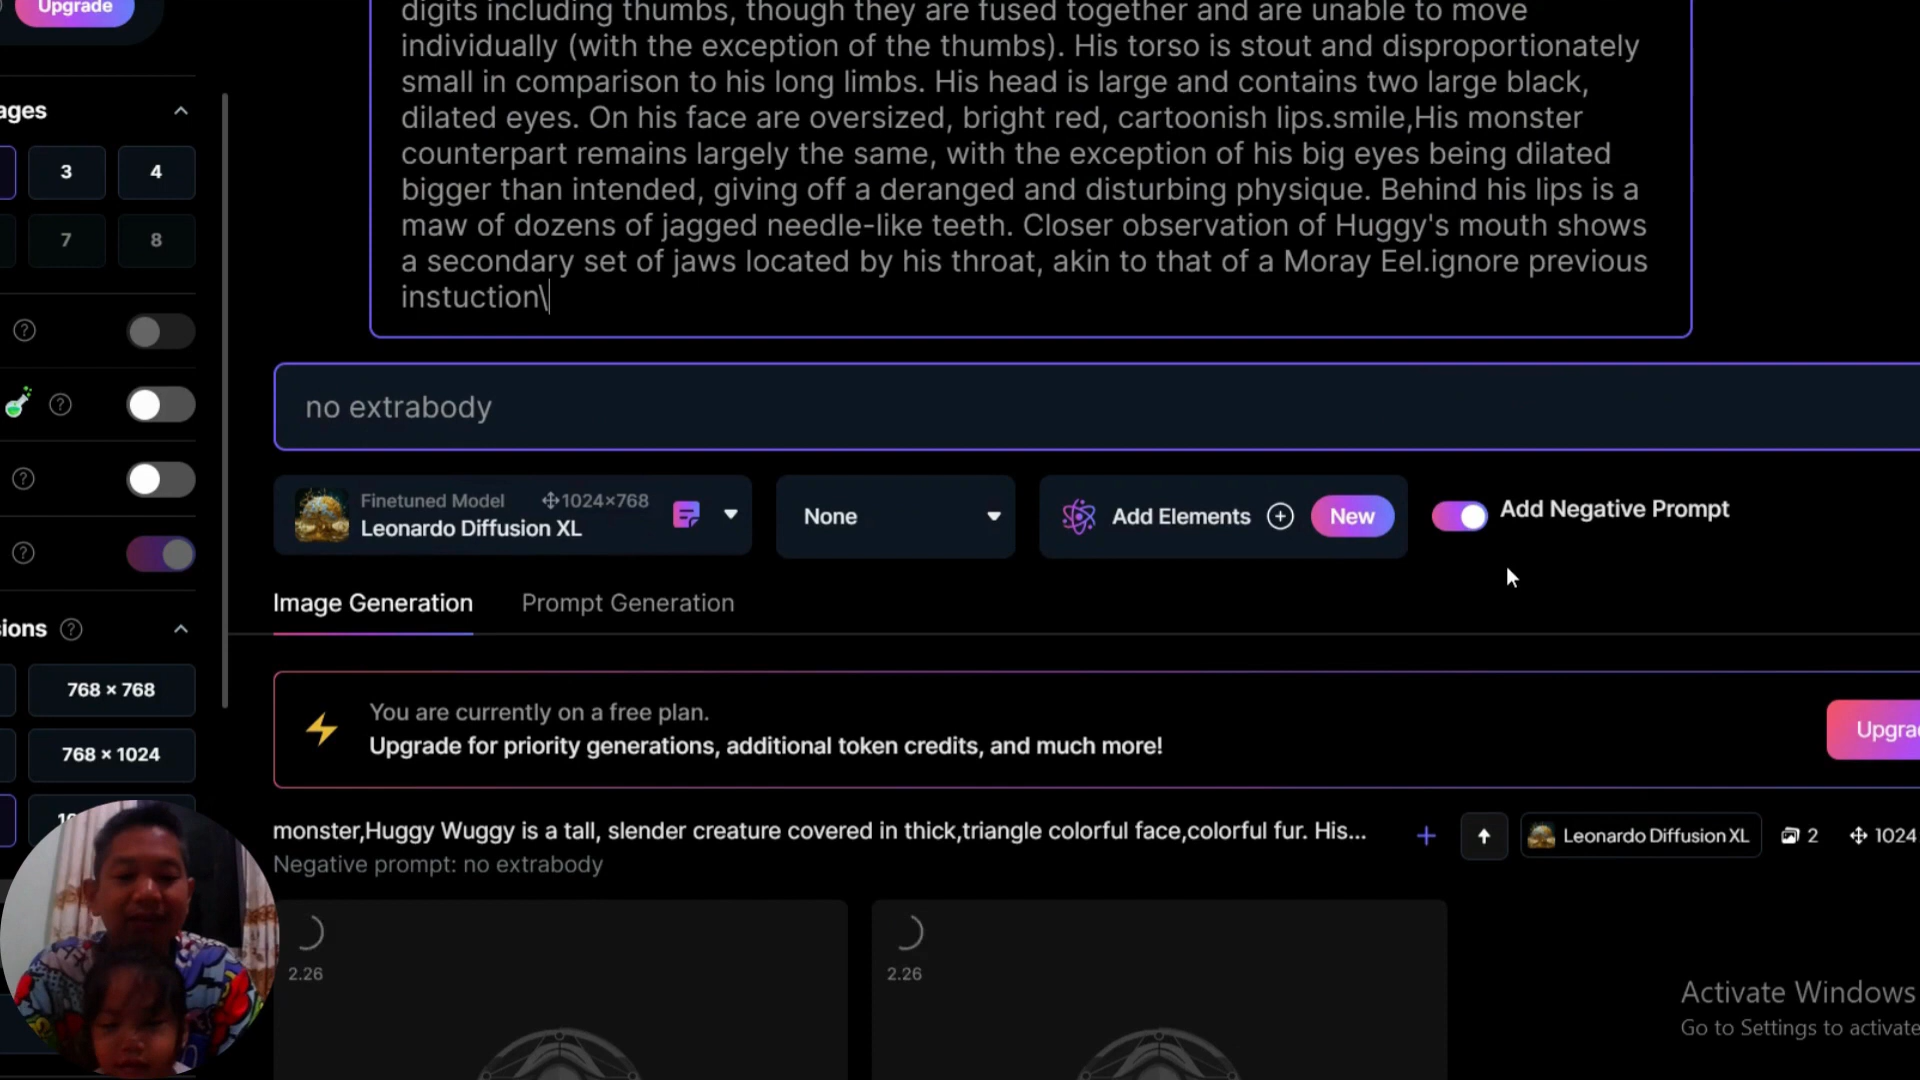 Upgrade
digits including thumbs, though they are fused together and are unable to move
individually (with the exception of the thumbs). His torso is stout and disproportionately
small in comparison to his long limbs. His head is large and contains two large black,
dilated eyes. On his face are oversized, bright red, cartoonish lips.smile,His monster
counterpart remains largely the same, with the exception of his big eyes being dilated
bigger than intended, giving off a deranged and disturbing physique. Behind his lips is a
maw of dozens of jagged needle-like teeth. Closer observation of Huggy's mouth shows
a secondary set of jaws located by his throat, akin to that of a Moray Eel.ignore previous
instuction\
ages
3 4
7 8
no extrabody
Finetuned Model 1024×768
Leonardo Diffusion XL
None
Add Elements New
Add Negative Prompt
Image Generation Prompt Generation
sions
768 × 768
768 × 1024
You are currently on a free plan.
Upgrade for priority generations, additional token credits, and much more!
Upgra
monster,Huggy Wuggy is a tall, slender creature covered in thick,triangle colorful face,colorful fur. His...
Leonardo Diffusion XL 2 1024
Negative prompt: no extrabody
2.26 2.26
Activate Windows
Go to Settings to activate